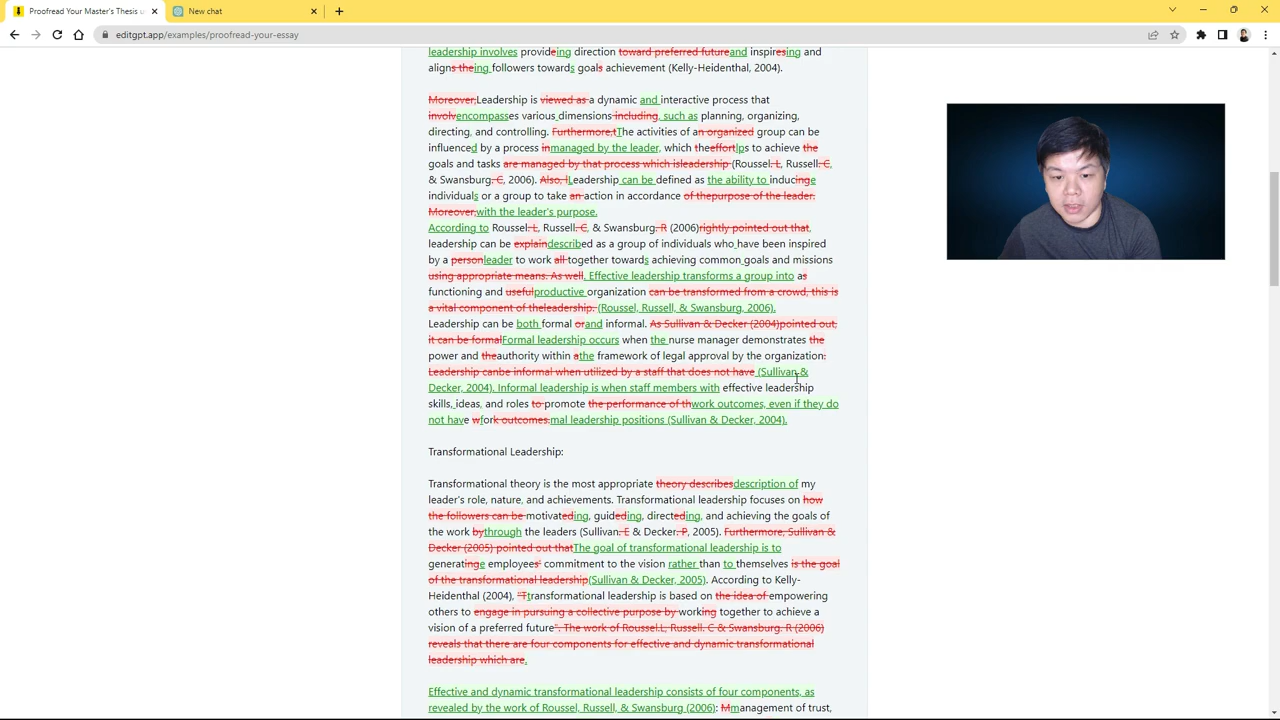 Proofread Your Master's Thesis u
New chat
editgpt.app/examples/proofread-your-essay
leadership involves provideing direction toward preferred futureand inspiresing and
aligns theing followers towards goals achievement (Kelly-Heidenthal, 2004).
Moreover,Leadership is viewed as a dynamic and interactive process that
involvencompasses various dimensions including, such as planning, organizing,
directing, and controlling. Furthermore,tThe activities of an organized group can be
influenced by a process inmanaged by the leader, which theeffortlps to achieve the
goals and tasks are managed by that process which isleadership (Roussel. L, Russell. C,
& Swansburg. C, 2006). Also, lLeadership can be defined as the ability to inducinge
individuals or a group to take an action in accordance of thepurpose of the leader.
Moreover,with the leader's purpose.
According to Roussel. L, Russell. C, & Swansburg. R (2006)rightly pointed out that,
leadership can be explaindescribed as a group of individuals who have been inspired
by a personleader to work all together towards achieving common goals and missions
using appropriate means. As well. Effective leadership transforms a group into as
functioning and usefulproductive organization can be transformed from a crowd, this is
a vital component of theleadership. (Roussel, Russell, & Swansburg, 2006).
Leadership can be both formal orand informal. As Sullivan & Decker (2004)pointed out,
it can be formalFormal leadership occurs when the nurse manager demonstrates the
power and theauthority within athe framework of legal approval by the organization.
Leadership canbe informal when utilized by a staff that does not have (Sullivan &
Decker, 2004). Informal leadership is when staff members with effective leadership
skills, ideas, and roles to promote the performance of thwork outcomes, even if they do
not have wfork outcomes.mal leadership positions (Sullivan & Decker, 2004).
Transformational Leadership:
Transformational theory is the most appropriate theory describesdescription of my
leader's role, nature, and achievements. Transformational leadership focuses on how
the followers can be motivateding, guideding, directeding, and achieving the goals of
the work bythrough the leaders (Sullivan. E & Decker. P, 2005). Furthermore, Sullivan &
Decker (2005) pointed out thatThe goal of transformational leadership is to
generatinge employees' commitment to the vision rather than to themselves is the goal
of the transformational leadership(Sullivan & Decker, 2005). According to Kelly-
Heidenthal (2004), "Ttransformational leadership is based on the idea of empowering
others to engage in pursuing a collective purpose by working together to achieve a
vision of a preferred future". The work of Roussel.L, Russell. C & Swansburg. R (2006)
reveals that there are four components for effective and dynamic transformational
leadership which are.
Effective and dynamic transformational leadership consists of four components, as
revealed by the work of Roussel, Russell, & Swansburg (2006): Mmanagement of trust,